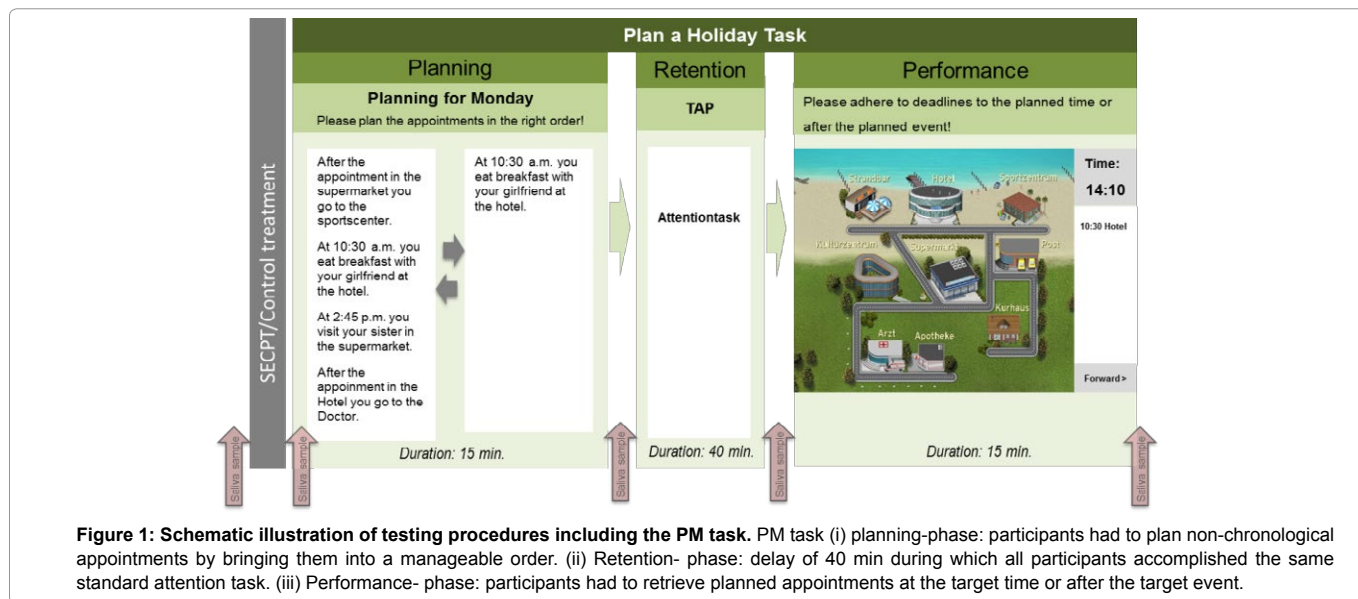 Plan a Holiday Task
SECPT/Control treatment
Planning
Planning for Monday
Please plan the appointments in the right order!
After the
appointment in the
supermarket you
go to the
sportscenter.
At 10:30 a.m. you
eat breakfast with
your girlfriend at
the hotel.
At 2:45 p.m. you
visit your sister in
the supermarket.
After the
appoinment in the
Hotel you go to the
Doctor.
At 10:30 a.m. you
eat breakfast with
your girlfriend at
the hotel.
Duration: 15 min.
Retention
TAP
Attentiontask
Duration: 40 min.
Performance
Please adhere to deadlines to the planned time or
after the planned event!
Strandbar
Hotel
Sportzentrum
Kulturzentrum
Supermarkt
Post
Kurhaus
Arzt
Apotheke
Time:
14:10
10:30 Hotel
Forward>
Duration: 15 min.
Saliva sample
Saliva sample
Saliva sample
Saliva sample
Saliva sample
Figure 1: Schematic illustration of testing procedures including the PM task. PM task (i) planning-phase: participants had to plan non-chronological
appointments by bringing them into a manageable order. (ii) Retention- phase: delay of 40 min during which all participants accomplished the same
standard attention task. (iii) Performance- phase: participants had to retrieve planned appointments at the target time or after the target event.